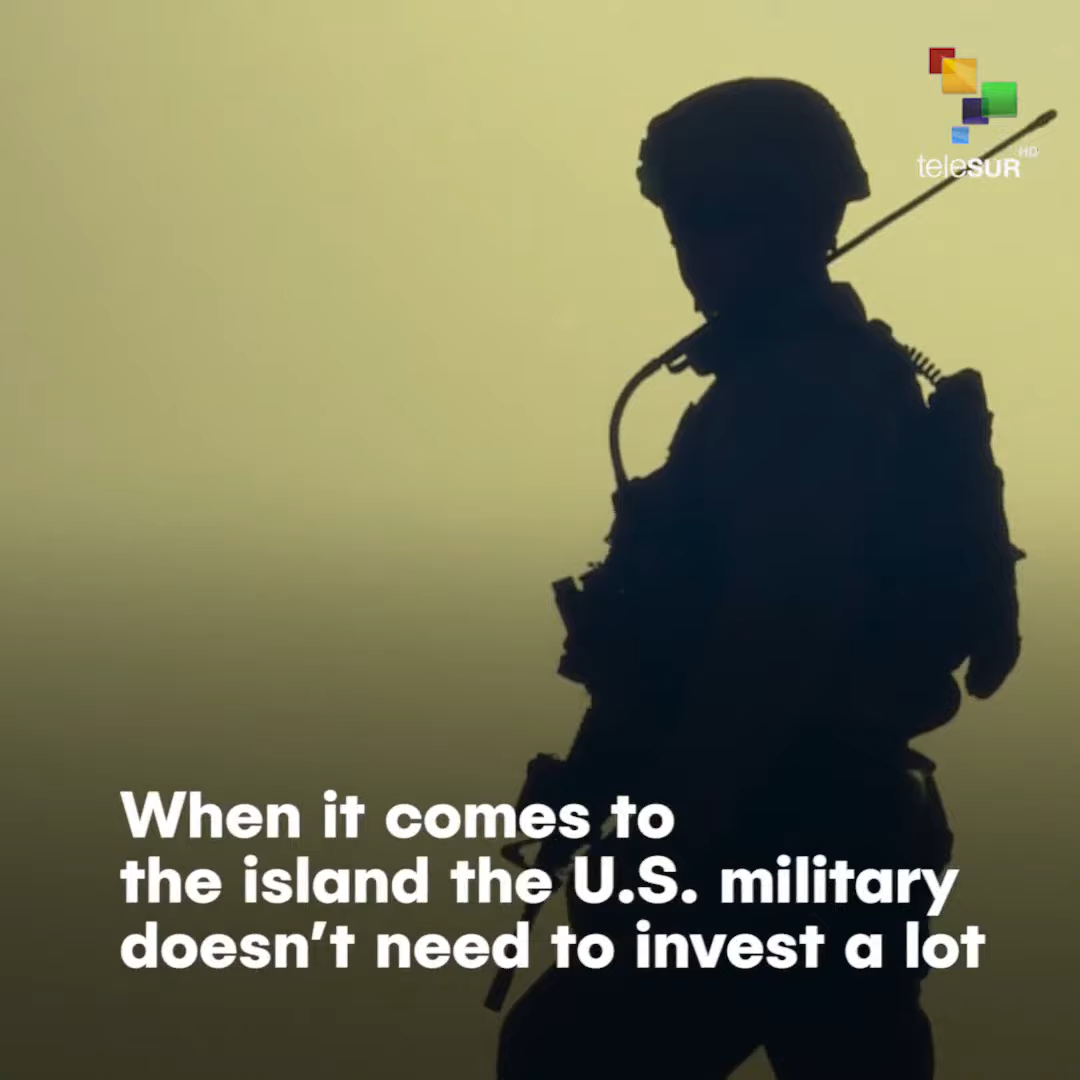 HD
teleSUR
When it comes to
the island the U.S. military
doesn't need to invest a lot